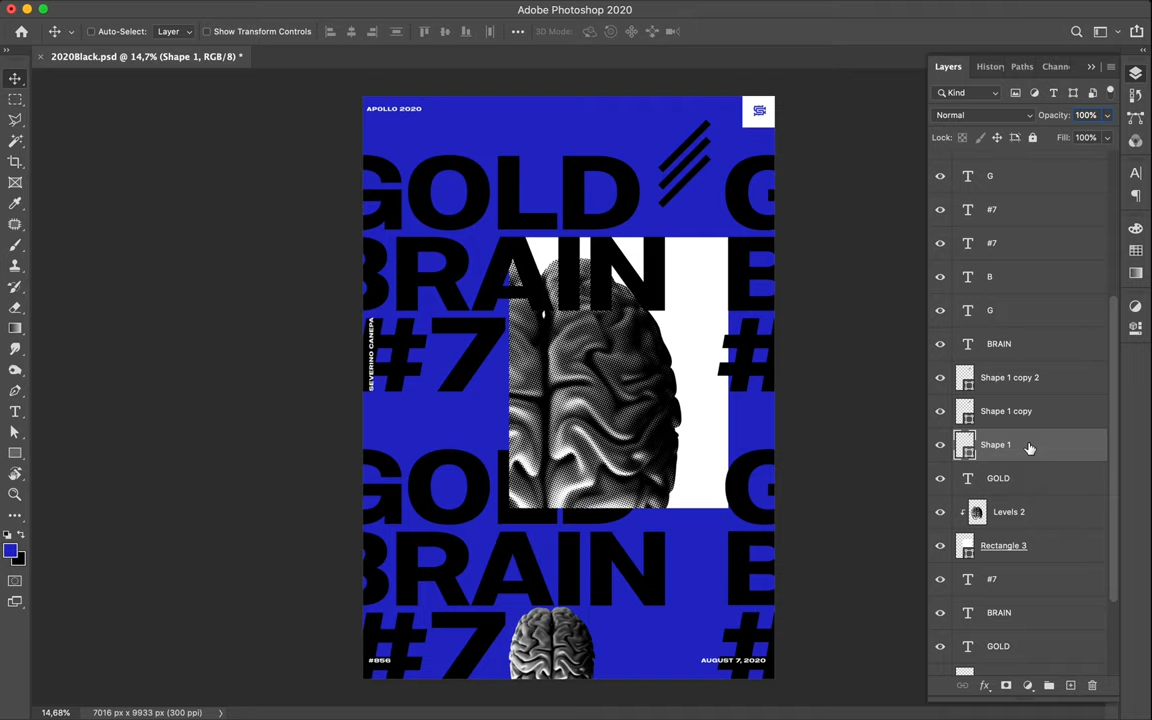 Adobe Photoshop 2020
Auto-Select: Layer Show Transform Controls 3D Mode:
2020Black.psd @ 14,7% (Shape 1, RGB/8) *
Layers Histor Paths Chann
Kind
Normal Opacity: 100%
Lock: Fill: 100%
G
#7
#7
B
G
BRAIN
Shape 1 copy 2
Shape 1 copy
Shape 1
GOLD
Levels 2
Rectangle 3
#7
BRAIN
GOLD
APOLLO 2020
GOLD G
BRAIN B
#7 #
SEVERINO CANEPA
GOLD G
BRAIN B
#7 #
#856 AUGUST 7, 2020
14,68% 7016 px x 9933 px (300 ppi)